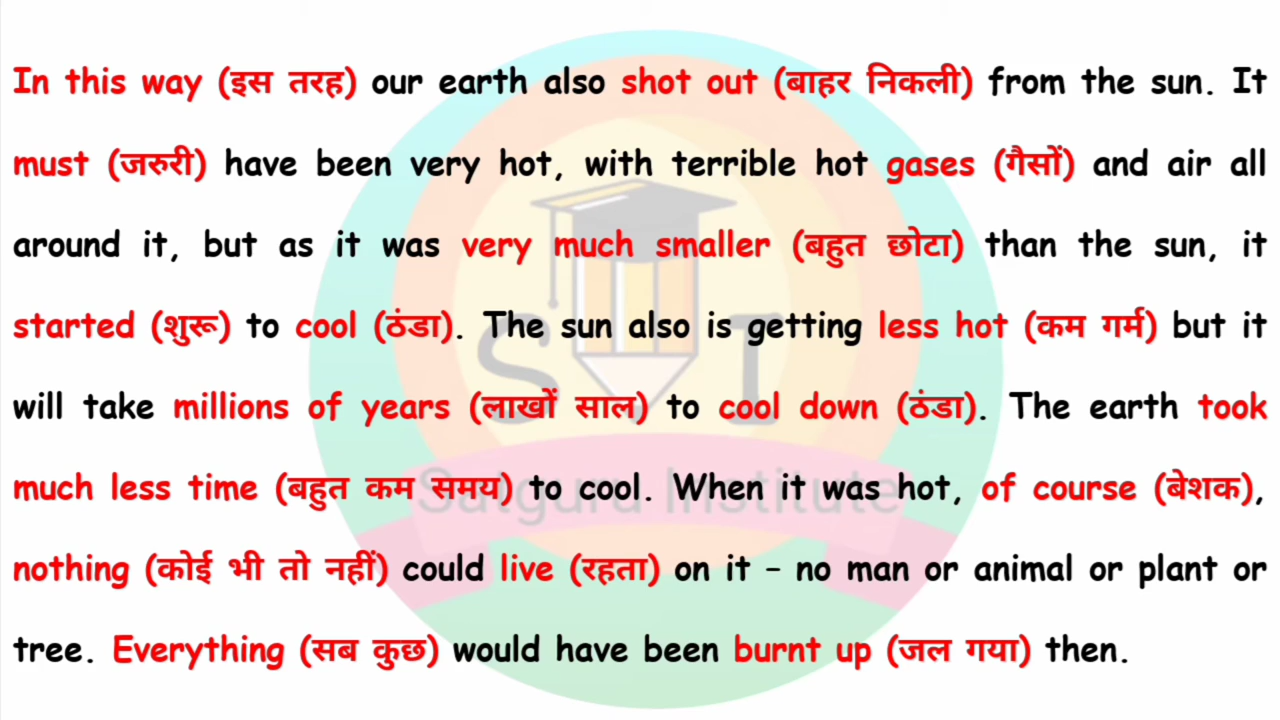 In this way (इस तरह) our earth also shot out (बाहर निकली) from the sun. It
must (जरुरी) have been very hot, with terrible hot gases (गैसों) and air all
around it, but as it was very much smaller (बहुत छोटा) than the sun, it
started (शुरू) to cool (ठंडा). The sun also is getting less hot (कम गर्म) but it
will take millions of years (लाखों साल) to cool down (ठंडा). The earth took
much less time (बहुत कम समय) to cool. When it was hot, of course (बेशक),
nothing (कोई भी तो नहीं) could live (रहता) on it – no man or animal or plant or
tree. Everything (सब कुछ) would have been burnt up (जल गया) then.
S I
Satguru Institute